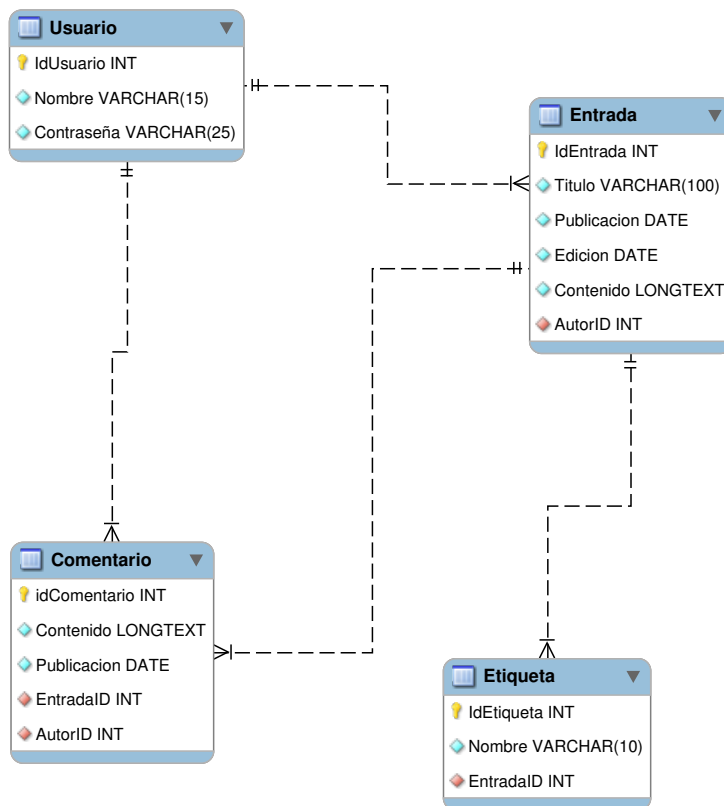 Usuario
IdUsuario INT
Nombre VARCHAR(15)
Contraseña VARCHAR(25)
Entrada
IdEntrada INT
Titulo VARCHAR(100)
Publicacion DATE
Edicion DATE
Contenido LONGTEXT
AutorID INT
Comentario
idComentario INT
Contenido LONGTEXT
Publicacion DATE
EntradaID INT
AutorID INT
Etiqueta
IdEtiqueta INT
Nombre VARCHAR(10)
EntradaID INT